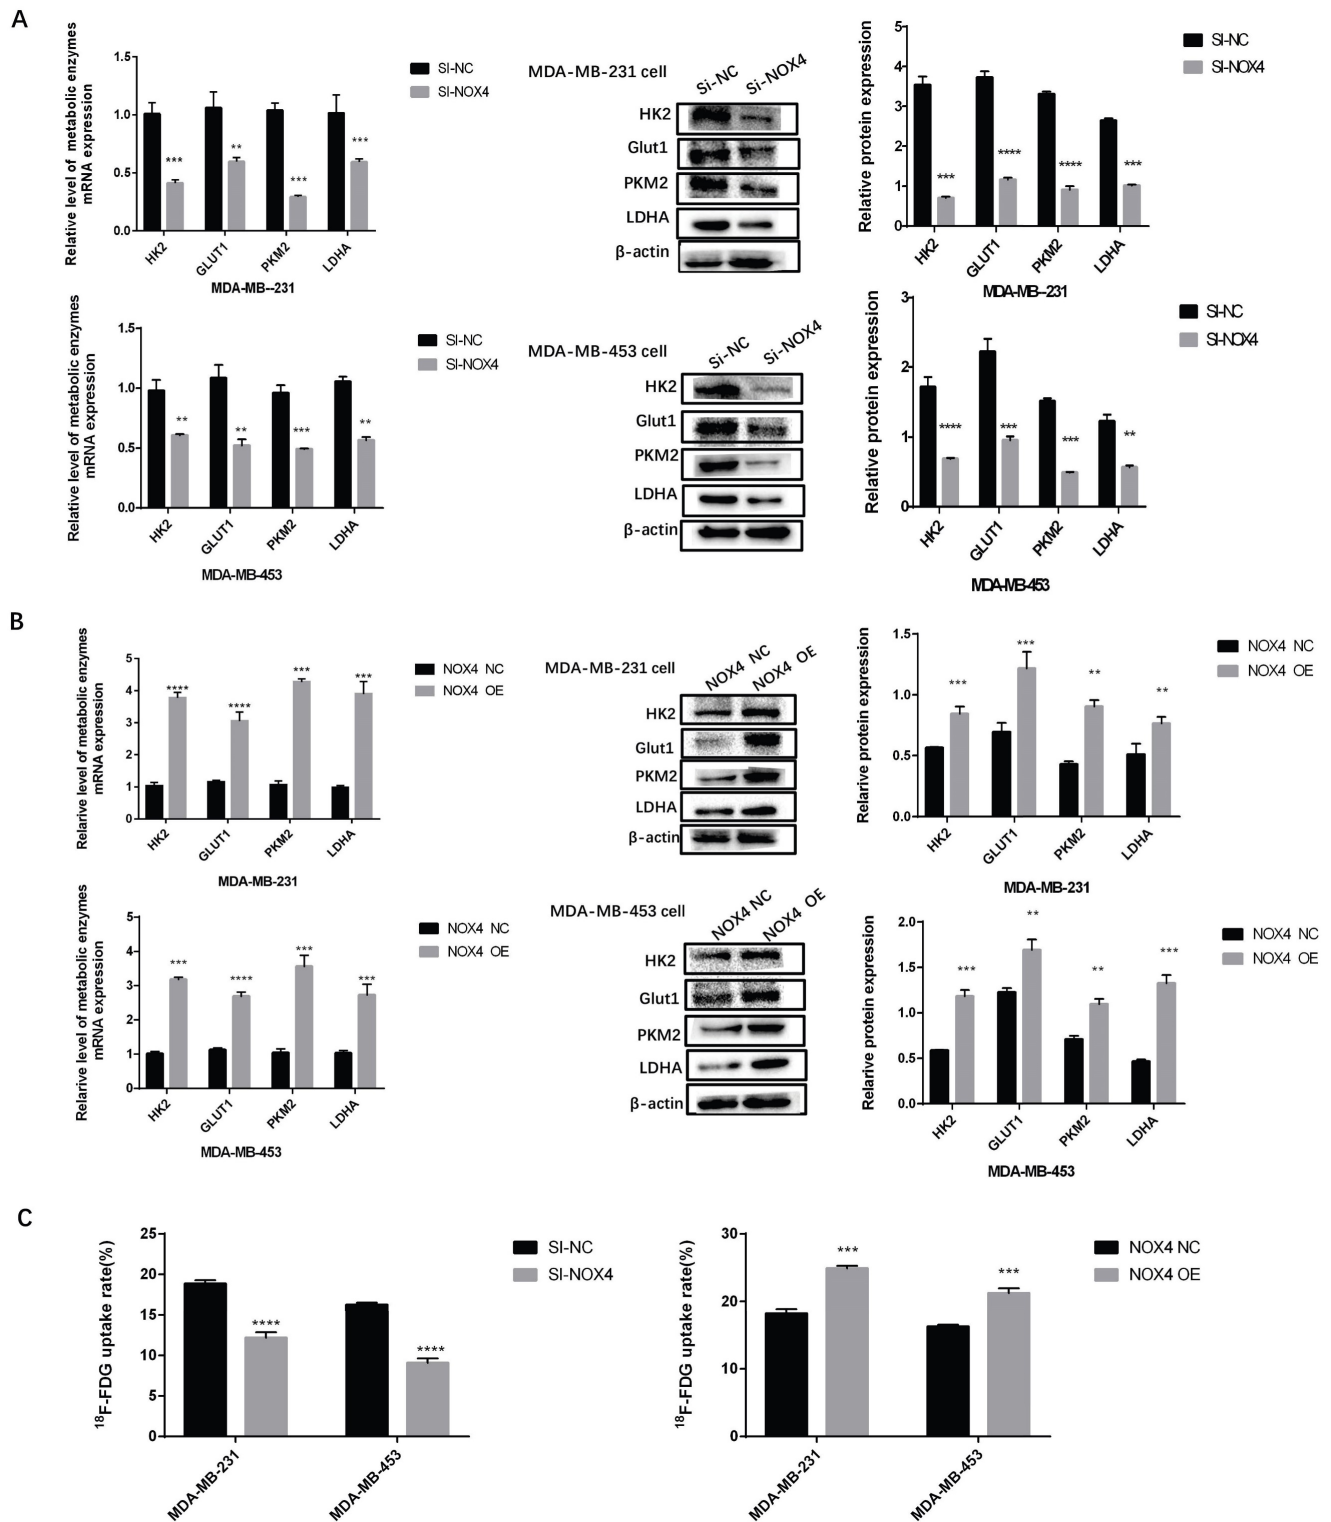 A
Relative level of metabolic enzymes
mRNA expression
1.5
1.0
0.5
0.0
***
**
***
***
HK2
GLUT1
PKM2
LDHA
MDA-MB--231
SI-NC
SI-NOX4
MDA-MB-231 cell
Si-NC
Si-NOX4
HK2
Glut1
PKM2
LDHA
β-actin
Relative protein expression
5
4
3
2
1
0
***
****
****
***
HK2
GLUT1
PKM2
LDHA
MDA-MB--231
SI-NC
SI-NOX4
Relative level of metabolic enzymes
mRNA expression
1.5
1.0
0.5
0.0
**
**
***
**
HK2
GLUT1
PKM2
LDHA
MDA-MB-453
SI-NC
SI-NOX4
MDA-MB-453 cell
Si-NC
Si-NOX4
HK2
Glut1
PKM2
LDHA
β-actin
Relative protein expression
3
2
1
0
****
***
***
**
HK2
GLUT1
PKM2
LDHA
MDA-MB-453
SI-NC
SI-NOX4
B
Relarive level of metabolic enzymes
mRNA expression
5
4
3
2
1
0
****
****
***
***
HK2
GLUT1
PKM2
LDHA
MDA-MB-231
NOX4 NC
NOX4 OE
MDA-MB-231 cell
NOX4 NC
NOX4 OE
HK2
Glut1
PKM2
LDHA
β-actin
Relarive protein expression
1.5
1.0
0.5
0.0
***
***
**
**
HK2
GLUT1
PKM2
LDHA
MDA-MB-231
NOX4 NC
NOX4 OE
Relarive level of metabolic enzymes
mRNA expression
5
4
3
2
1
0
***
****
***
***
HK2
GLUT1
PKM2
LDHA
MDA-MB-453
NOX4 NC
NOX4 OE
MDA-MB-453 cell
NOX4 NC
NOX4 OE
HK2
Glut1
PKM2
LDHA
β-actin
Relarive protein expression
2.0
1.5
1.0
0.5
0.0
***
**
**
***
HK2
GLUT1
PKM2
LDHA
MDA-MB-453
NOX4 NC
NOX4 OE
C
¹⁸F-FDG uptake rate(%)
25
20
15
10
5
0
****
****
MDA-MB-231
MDA-MB-453
SI-NC
SI-NOX4
¹⁸F-FDG uptake rate(%)
30
20
10
0
***
***
MDA-MB-231
MDA-MB-453
NOX4 NC
NOX4 OE